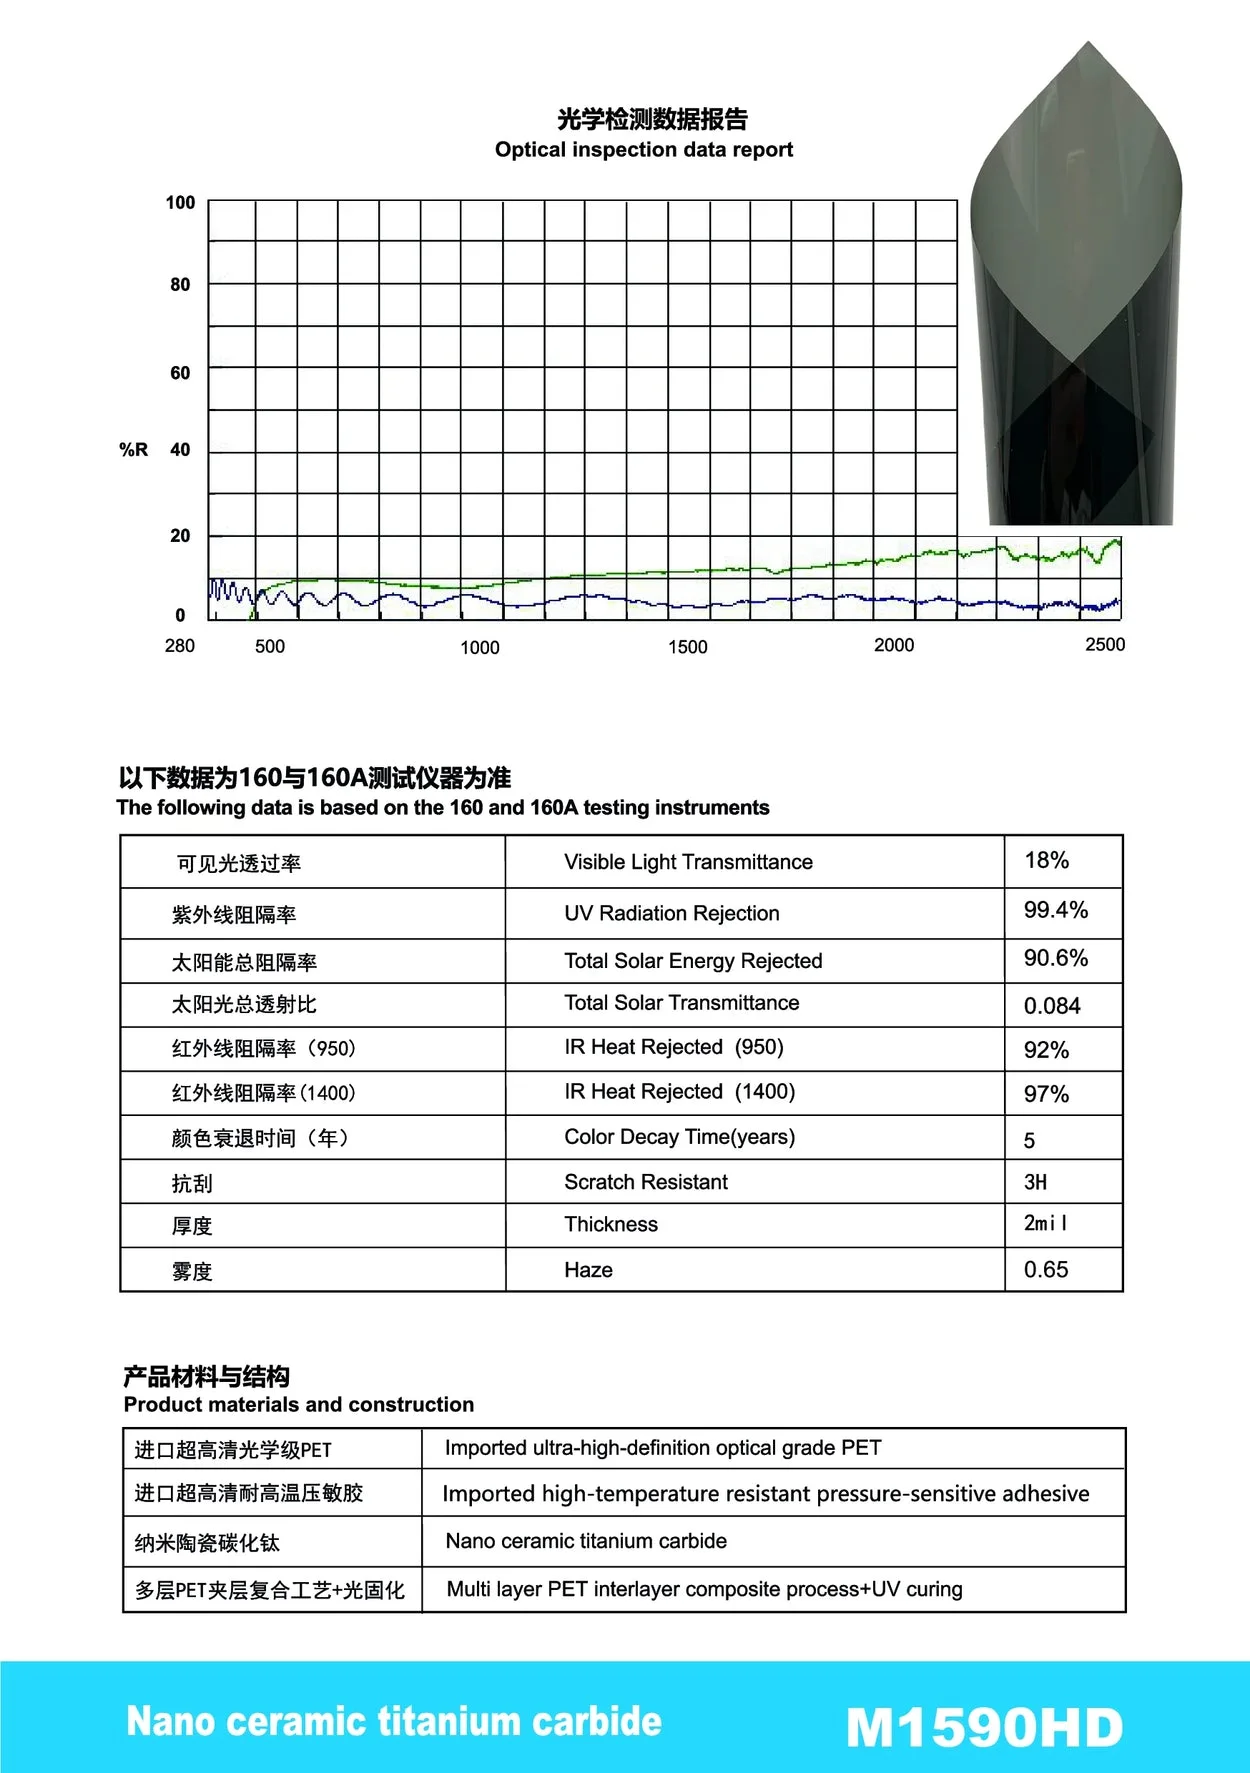 光学检测数据报告
Optical inspection data report
100
80
60
%R 40
20
0
280 500 1000 1500 2000 2500
以下数据为160与160A测试仪器为准
The following data is based on the 160 and 160A testing instruments
可见光透过率 Visible Light Transmittance 18%
紫外线阻隔率 UV Radiation Rejection 99.4%
太阳能总阻隔率 Total Solar Energy Rejected 90.6%
太阳光总透射比 Total Solar Transmittance 0.084
红外线阻隔率（950） IR Heat Rejected (950) 92%
红外线阻隔率(1400) IR Heat Rejected (1400) 97%
颜色衰退时间（年） Color Decay Time(years) 5
抗刮 Scratch Resistant 3H
厚度 Thickness 2mil
雾度 Haze 0.65
产品材料与结构
Product materials and construction
进口超高清光学级PET Imported ultra-high-definition optical grade PET
进口超高清耐高温压敏胶 Imported high-temperature resistant pressure-sensitive adhesive
纳米陶瓷碳化钛 Nano ceramic titanium carbide
多层PET夹层复合工艺+光固化 Multi layer PET interlayer composite process+UV curing
Nano ceramic titanium carbide M1590HD